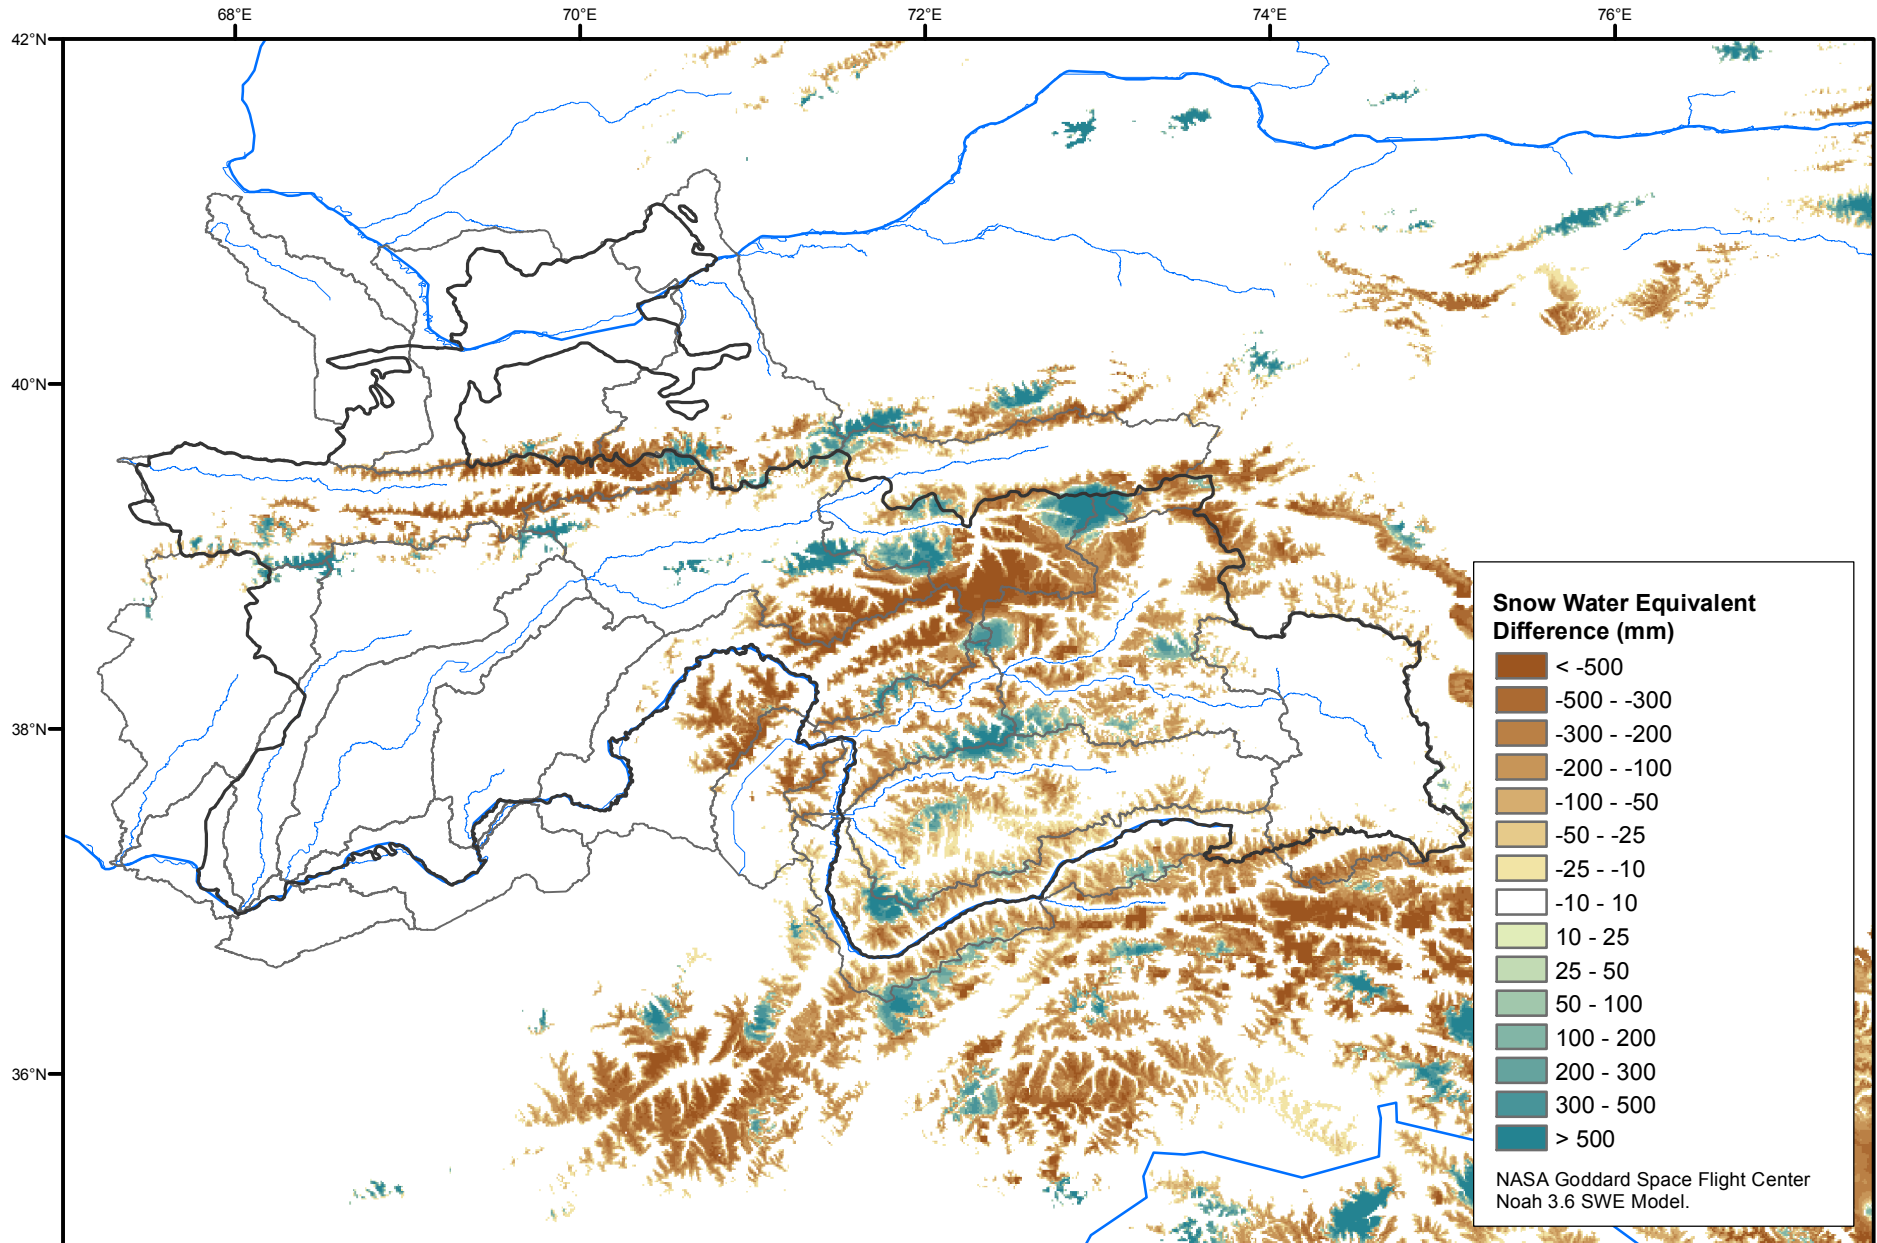 68°E 70°E 72°E 74°E 76°E
42°N
40°N
38°N
36°N
Snow Water Equivalent
Difference (mm)
< -500
-500 - -300
-300 - -200
-200 - -100
-100 - -50
-50 - -25
-25 - -10
-10 - 10
10 - 25
25 - 50
50 - 100
100 - 200
200 - 300
300 - 500
> 500
NASA Goddard Space Flight Center
Noah 3.6 SWE Model.